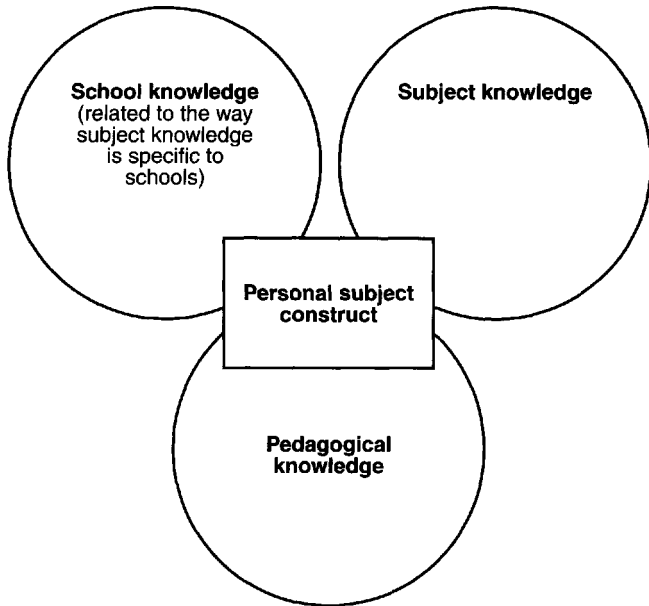 School knowledge
(related to the way
subject knowledge
is specific to
schools)
Subject knowledge
Personal subject
construct
Pedagogical
knowledge